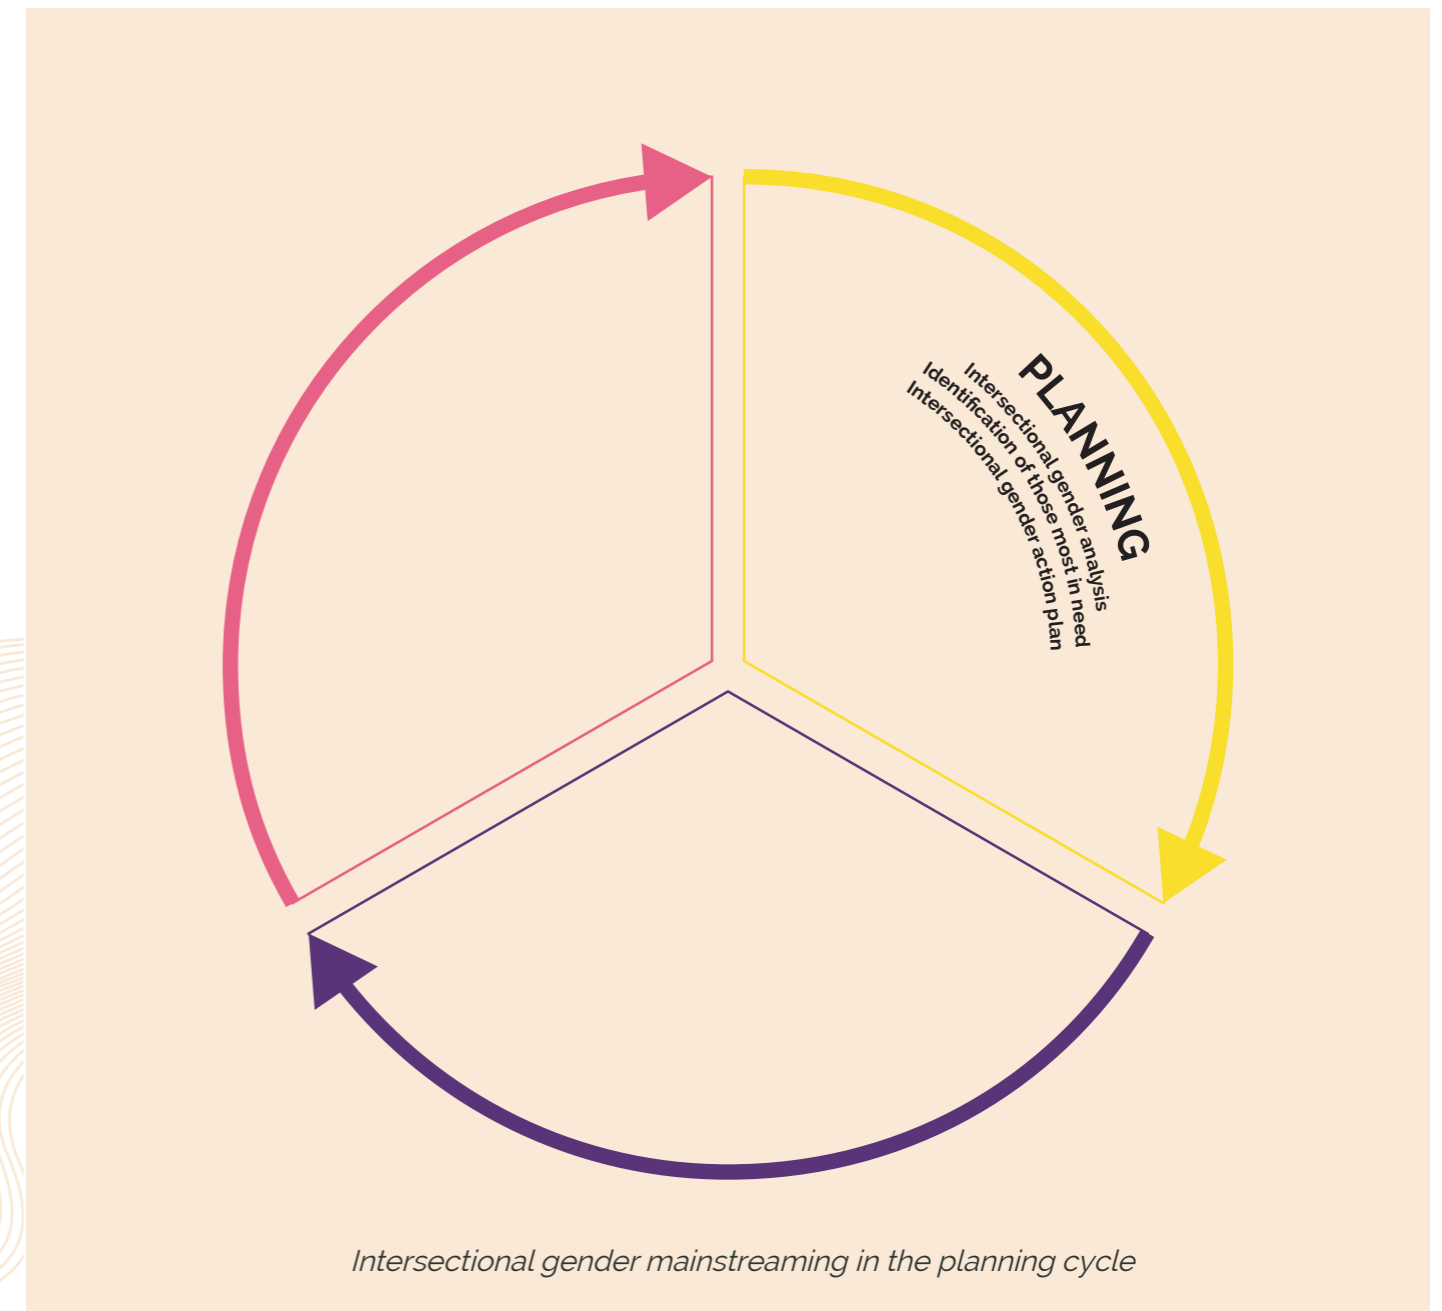 PLANNING
Intersectional gender analysis
Identification of those most in need
Intersectional gender action plan
Intersectional gender mainstreaming in the planning cycle